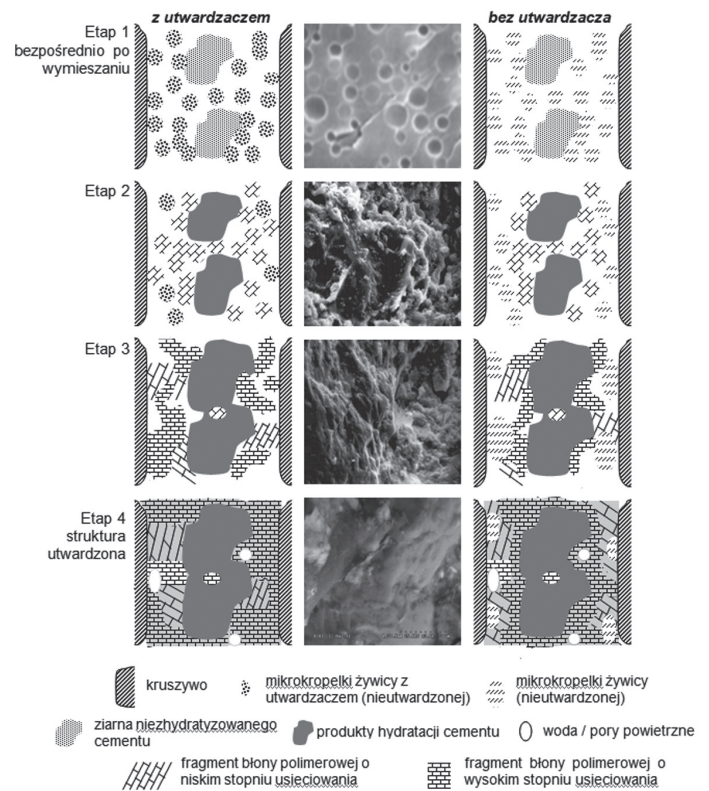 z utwardzaczem
bez utwardzacza
Etap 1
bezpośrednio po
wymieszaniu
Etap 2
Etap 3
Etap 4
struktura
utwardzona
kruszywo
mikrokropelki żywicy z
utwardzaczem (nieutwardzonej)
mikrokropelki żywicy
(nieutwardzonej)
ziarna niezhydratyzowanego
cementu
produkty hydratacji cementu
woda / pory powietrzne
fragment błony polimerowej o
niskim stopniu usieciowania
fragment błony polimerowej o
wysokim stopniu usieciowania